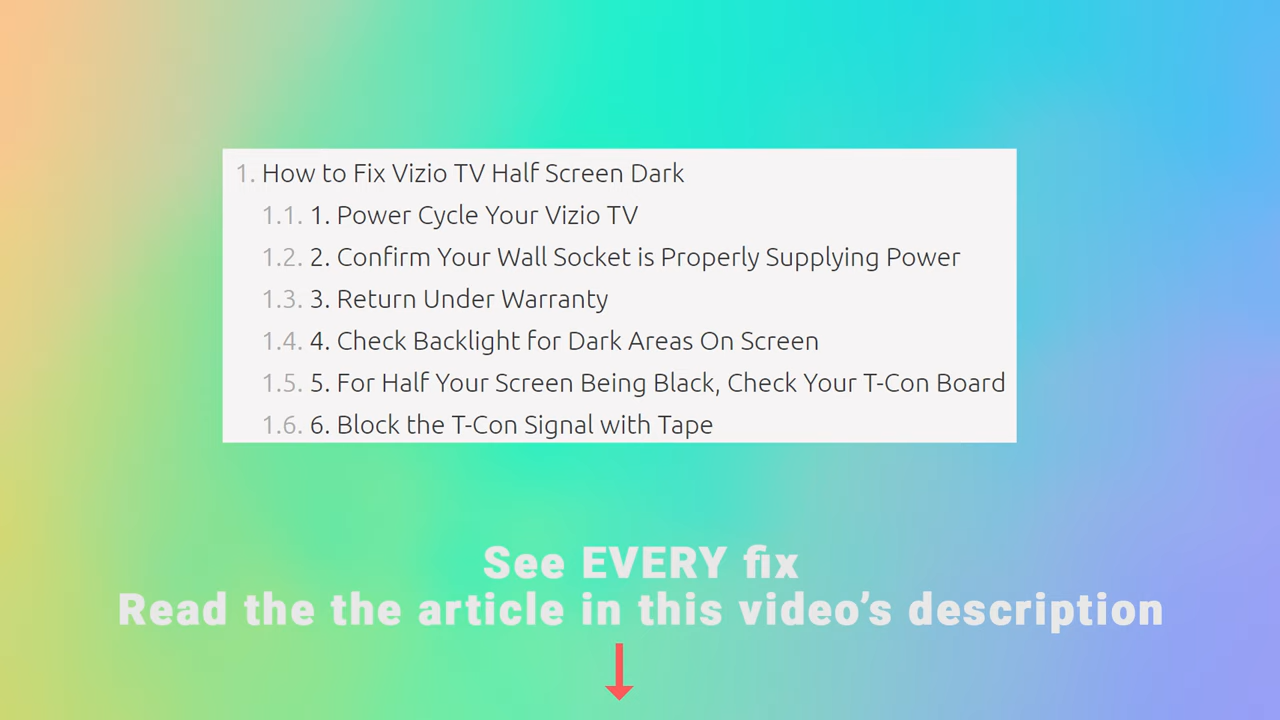 1. How to Fix Vizio TV Half Screen Dark
1.1. 1. Power Cycle Your Vizio TV
1.2. 2. Confirm Your Wall Socket is Properly Supplying Power
1.3. 3. Return Under Warranty
1.4. 4. Check Backlight for Dark Areas On Screen
1.5. 5. For Half Your Screen Being Black, Check Your T-Con Board
1.6. 6. Block the T-Con Signal with Tape
See EVERY fix
Read the the article in this video’s description